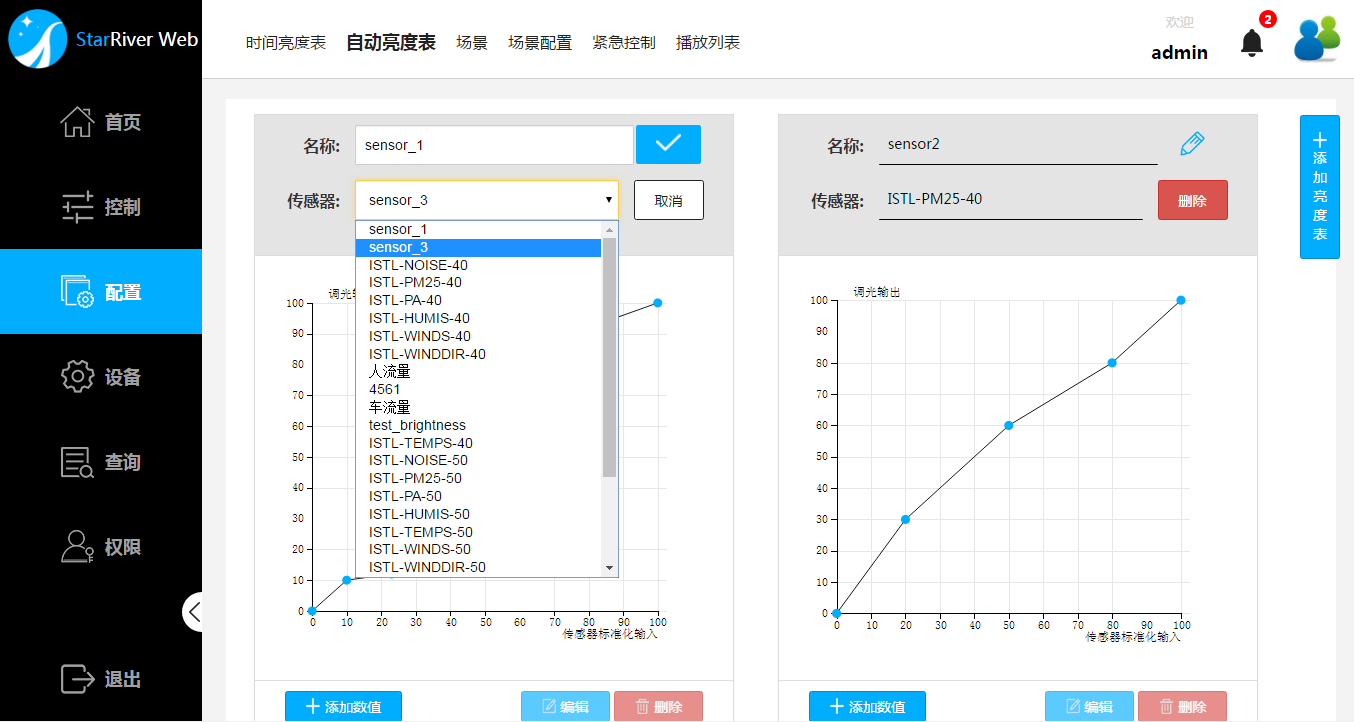 StarRiver Web
首页
控制
配置
设备
查询
权限
退出
时间亮度表 自动亮度表 场景 场景配置 紧急控制 播放列表
欢迎
admin
2
名称: sensor_1
传感器: sensor_3 取消
sensor_1
sensor_3
ISTL-NOISE-40
ISTL-PM25-40
ISTL-PA-40
ISTL-HUMIS-40
ISTL-WINDS-40
ISTL-WINDDIR-40
人流量
4561
车流量
test_brightness
ISTL-TEMPS-40
ISTL-NOISE-50
ISTL-PM25-50
ISTL-PA-50
ISTL-HUMIS-50
ISTL-TEMPS-50
ISTL-WINDS-50
ISTL-WINDDIR-50
调光
100
90
80
70
60
50
40
30
20
10
0
0 10 20 30 40 50 60 70 80 90 100
传感器标准化输入
添加数值 编辑 删除
名称: sensor2
传感器: ISTL-PM25-40 删除
调光输出
100
90
80
70
60
50
40
30
20
10
0
0 10 20 30 40 50 60 70 80 90 100
传感器标准化输入
添加数值 编辑 删除
添加亮度表